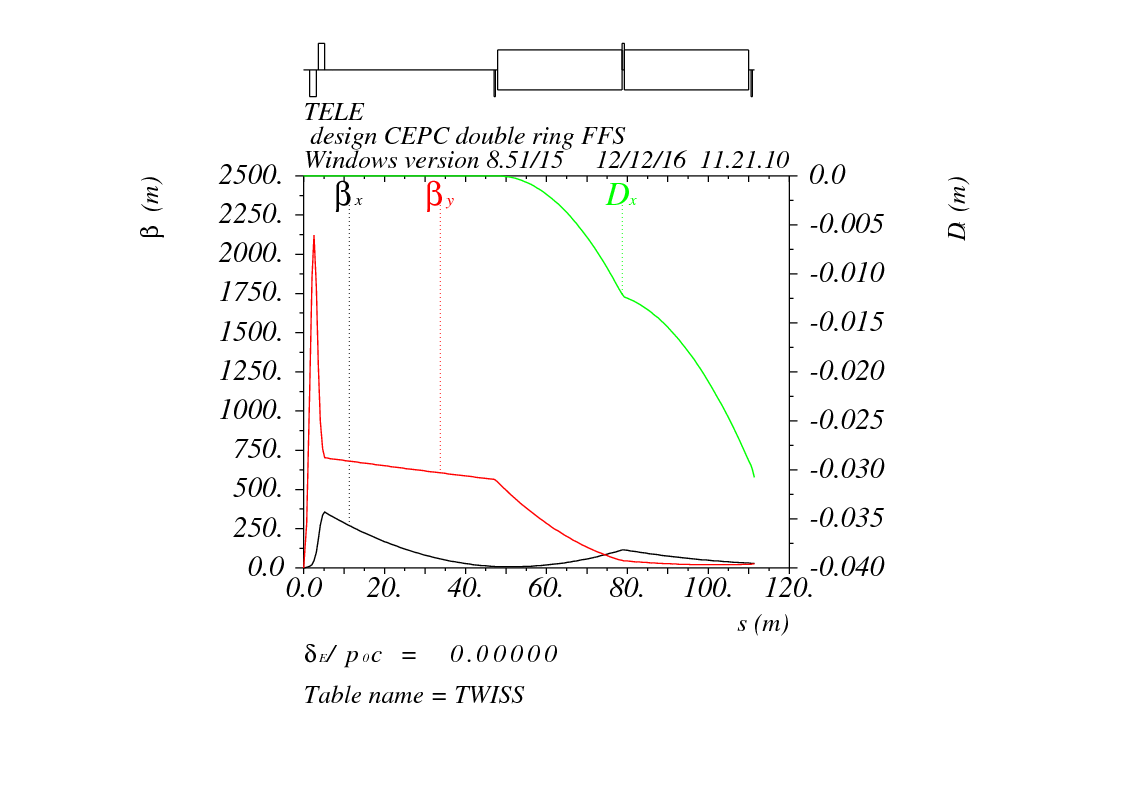 TELE
design CEPC double ring FFS
Windows version 8.51/15 12/12/16 11.21.10
2500. 0.0
βx βy Dx
2250. -0.005
2000. -0.010
1750. -0.015
1500. -0.020
1250. -0.025
1000. -0.030
750. -0.035
500. -0.040
250.
0.0
β (m)
Dx (m)
0.0 20. 40. 60. 80. 100. 120.
s (m)
δE/ p0c = 0.00000
Table name = TWISS